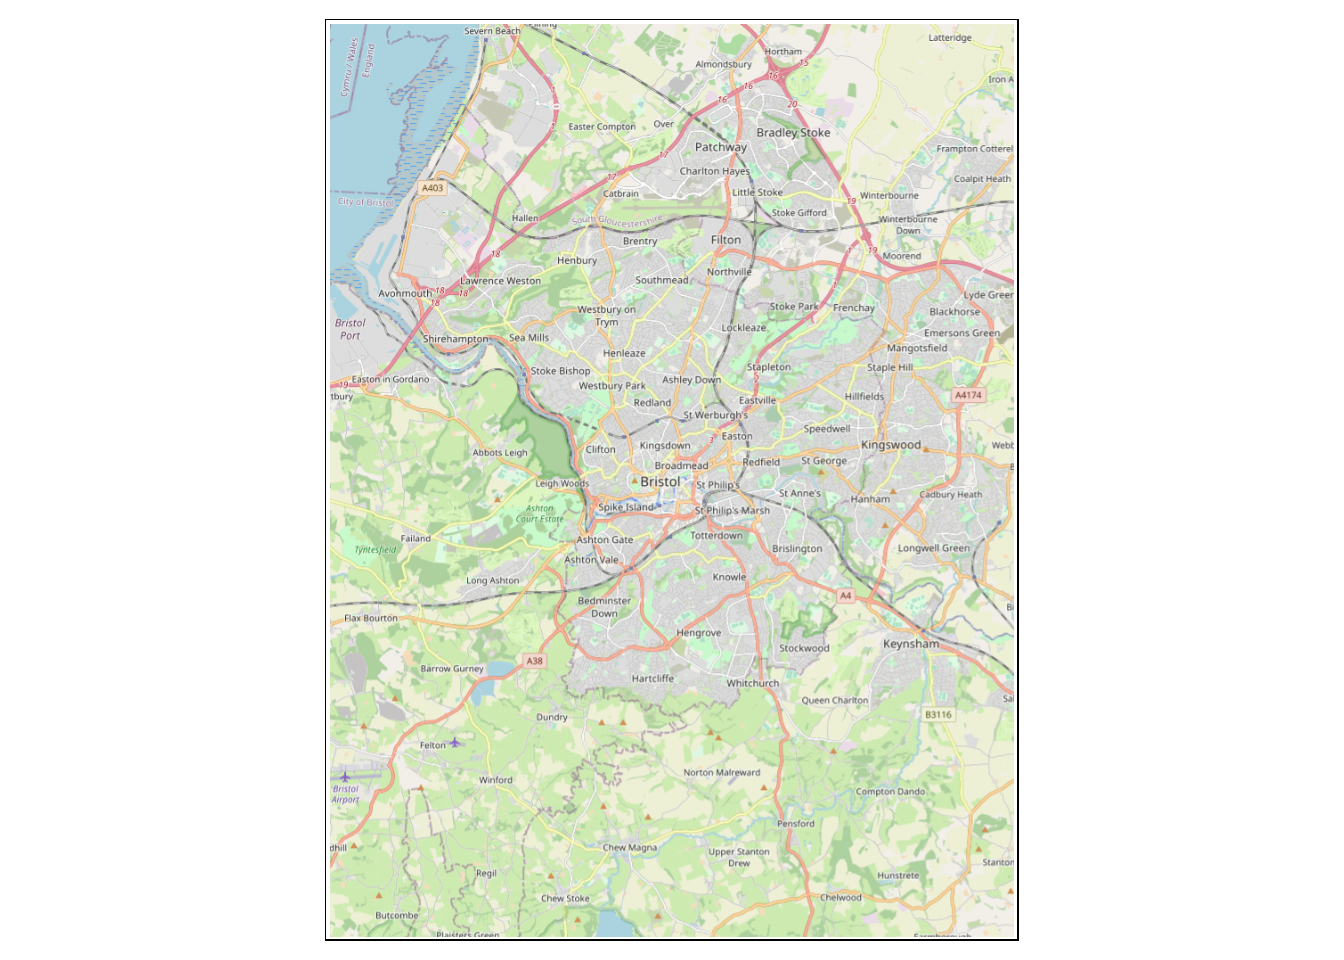 Severn Beach
Latteridge
Hortham
Almondsbury
15
16
Iron A
16
16
20
Cymru / Wales
England
Easter Compton
Over
Bradley Stoke
Patchway
Frampton Cotterel
17
Charlton Hayes
17
Coalpit Heath
A403
Catbrain
Little Stoke
Winterbourne
City of Bristol
19
Hallen
South Gloucestershire
Stoke Gifford
Winterbourne
Down
Brentry
Filton
18
19
1
Moorend
Henbury
Northville
Lawrence Weston
Southmead
1
Avonmouth
18
18
18
Lyde Green
Stoke Park
Frenchay
Westbury on
Trym
Blackhorse
Bristol
Port
Lockleaze
Emersons Green
Shirehampton
Sea Mills
Mangotsfield
Henleaze
Stapleton
Staple Hill
Stoke Bishop
Easton in Gordano
19
Westbury Park
Ashley Down
tbury
Redland
Eastville
Hillfields
A4174
St Werburgh's
Speedwell
3
Easton
Kingsdown
Kingswood
Webb
Clifton
Abbots Leigh
Broadmead
Redfield
St George
B
Leigh Woods
Bristol
St Philip's
St Anne's
Hanham
Cadbury Heath
Ashton
Court Estate
Spike Island
St Philip's Marsh
Failand
Ashton Gate
Totterdown
Tyntesfield
Brislington
Longwell Green
Ashton Vale
Long Ashton
Knowle
A4
Bedminster
Down
Flax Bourton
Hengrove
Stockwood
Keynsham
A38
Barrow Gurney
Hartcliffe
Whitchurch
Queen Charlton
Sa
B3116
Dundry
Felton
Winford
Norton Malreward
Bristol
Airport
Compton Dando
Pensford
dhill
Chew Magna
Upper Stanton
Drew
Stanton
Regil
Hunstrete
Chew Stoke
Chelwood
Butcombe
Plaisters Green